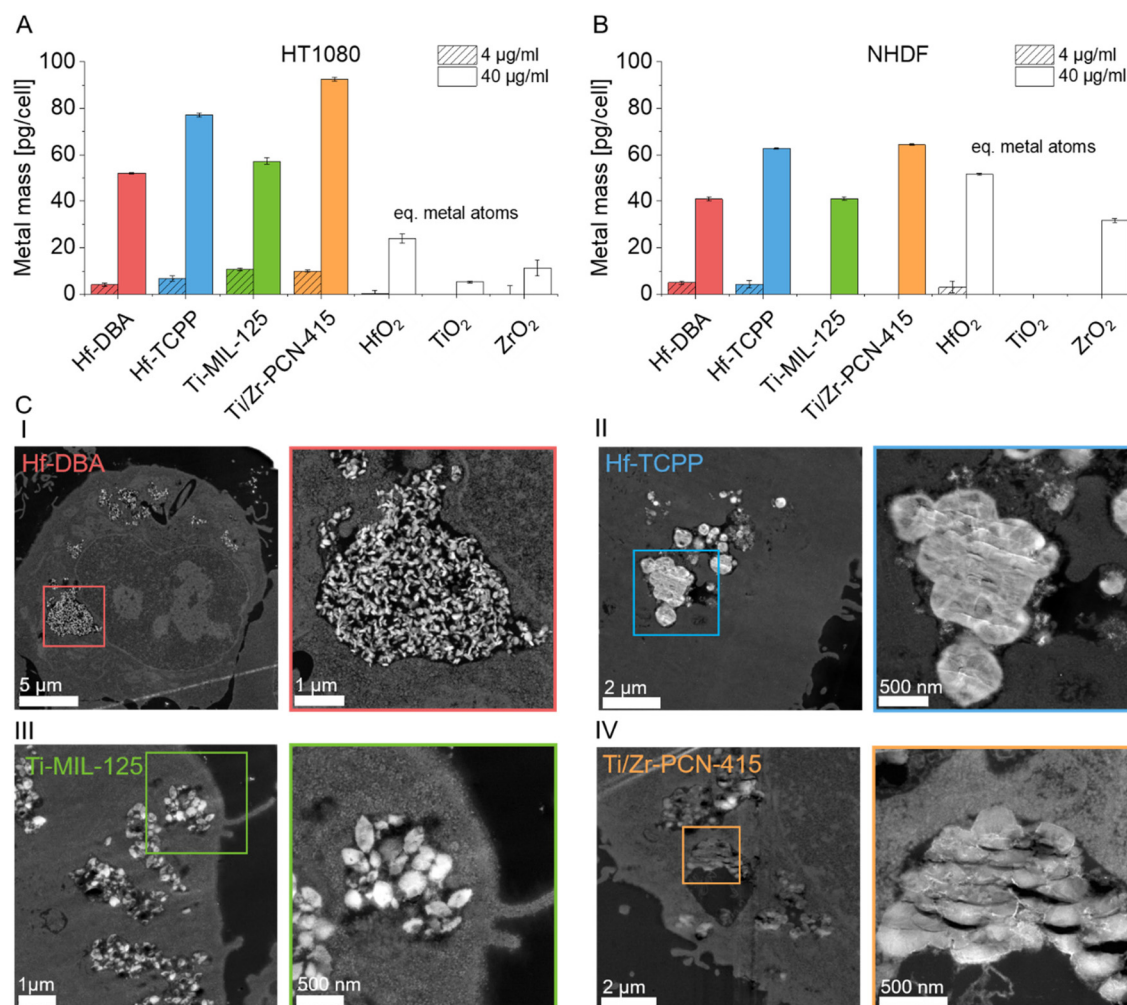 A
HT1080
4 µg/ml
40 µg/ml
Metal mass [pg/cell]
100
80
60
40
20
0
eq. metal atoms
Hf-DBA
Hf-TCPP
Ti-MIL-125
Ti/Zr-PCN-415
HfO₂
TiO₂
ZrO₂
B
NHDF
4 µg/ml
40 µg/ml
Metal mass [pg/cell]
100
80
60
40
20
0
eq. metal atoms
Hf-DBA
Hf-TCPP
Ti-MIL-125
Ti/Zr-PCN-415
HfO₂
TiO₂
ZrO₂
C
I
Hf-DBA
5 µm
1 µm
II
Hf-TCPP
2 µm
500 nm
III
Ti-MIL-125
1µm
500 nm
IV
Ti/Zr-PCN-415
2 µm
500 nm